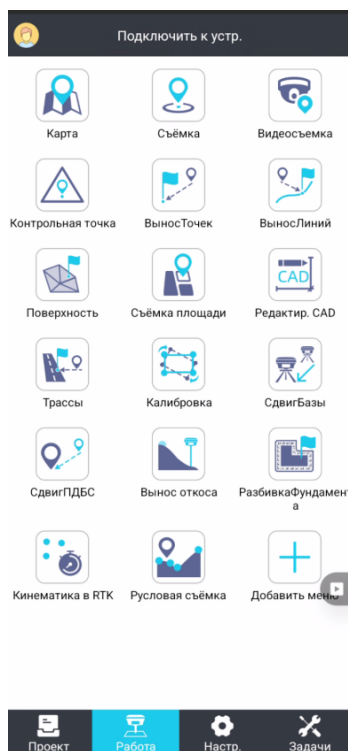 Подключить к устр.
Карта
Съёмка
Видеосъемка
Контрольная точка
ВыносТочек
ВыносЛиний
Поверхность
Съёмка площади
CAD
Редактир. CAD
Трассы
Калибровка
СдвигБазы
СдвигПДБС
Вынос откоса
РазбивкаФундамент
а
Кинематика в RTK
Русловая съёмка
Добавить меню
Проект
Работа
Настр.
Задачи